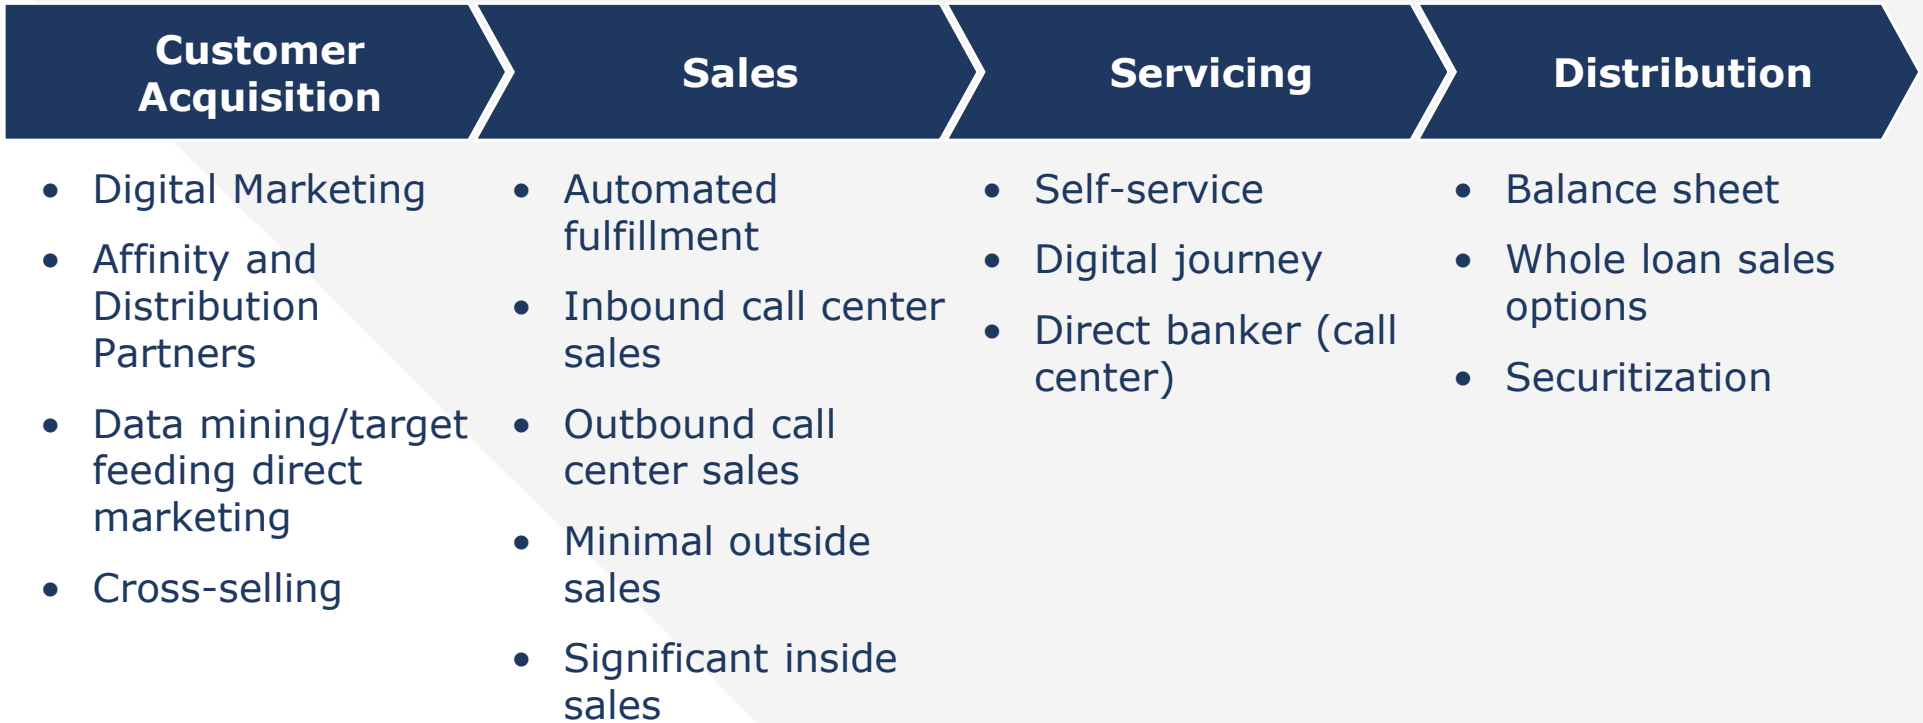 Customer
Acquisition
Sales
Servicing
Distribution
• Digital Marketing
• Affinity and
Distribution
Partners
• Data mining/target
feeding direct
marketing
• Cross-selling
• Automated
fulfillment
• Inbound call center
sales
• Outbound call
center sales
• Minimal outside
sales
• Significant inside
sales
• Self-service
• Digital journey
• Direct banker (call
center)
• Balance sheet
• Whole loan sales
options
• Securitization